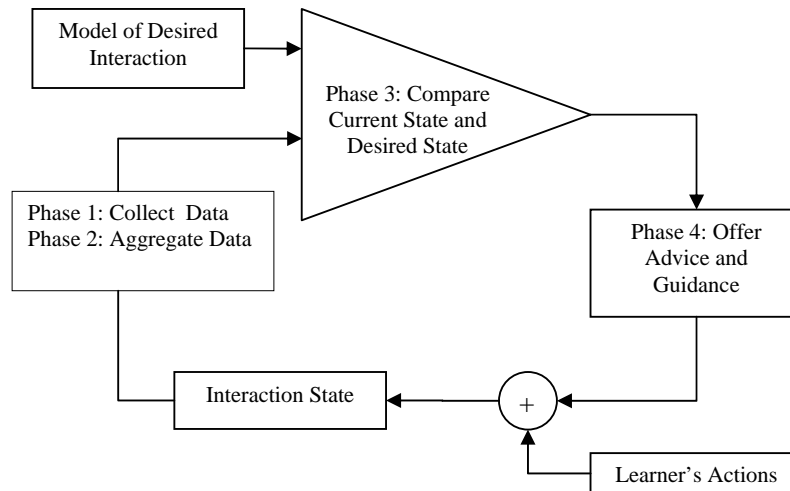 Model of Desired
Interaction
Phase 3: Compare
Current State and
Desired State
Phase 1: Collect Data
Phase 2: Aggregate Data
Phase 4: Offer
Advice and
Guidance
Interaction State
+
Learner’s Actions